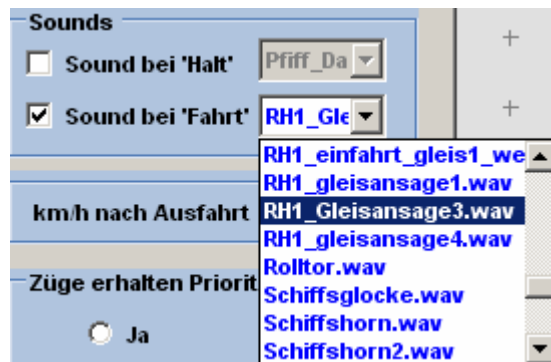 Sounds
Sound bei 'Halt' Pfiff_Da
Sound bei 'Fahrt' RH1_Gle
RH1_einfahrt_gleis1_we
RH1_gleisansage1.wav
km/h nach Ausfahrt RH1_Gleisansage3.wav
RH1_gleisansage4.wav
Rolltor.wav
Züge erhalten Priorit
Schiffsglocke.wav
Schiffshorn.wav
Ja
Schiffshorn2.wav